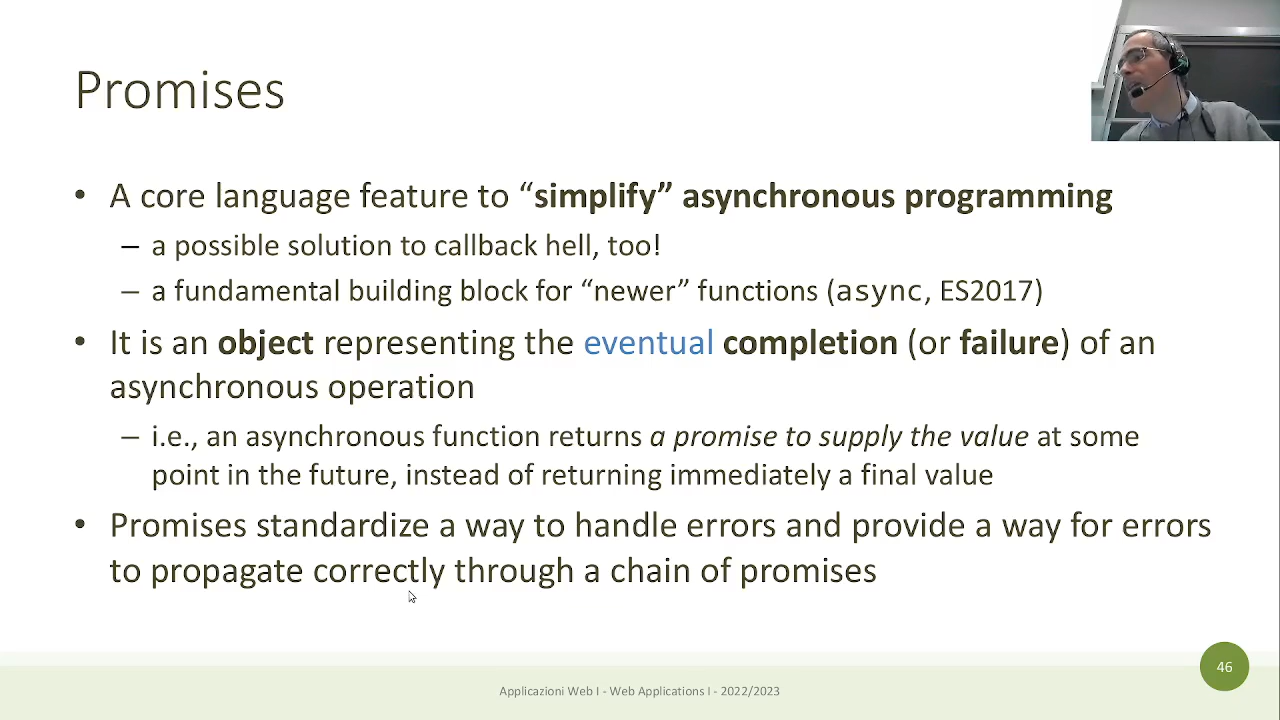 Promises
• A core language feature to “simplify” asynchronous programming
– a possible solution to callback hell, too!
– a fundamental building block for “newer” functions (async, ES2017)
• It is an object representing the eventual completion (or failure) of an
asynchronous operation
– i.e., an asynchronous function returns a promise to supply the value at some
point in the future, instead of returning immediately a final value
• Promises standardize a way to handle errors and provide a way for errors
to propagate correctly through a chain of promises
46
Applicazioni Web I - Web Applications I - 2022/2023